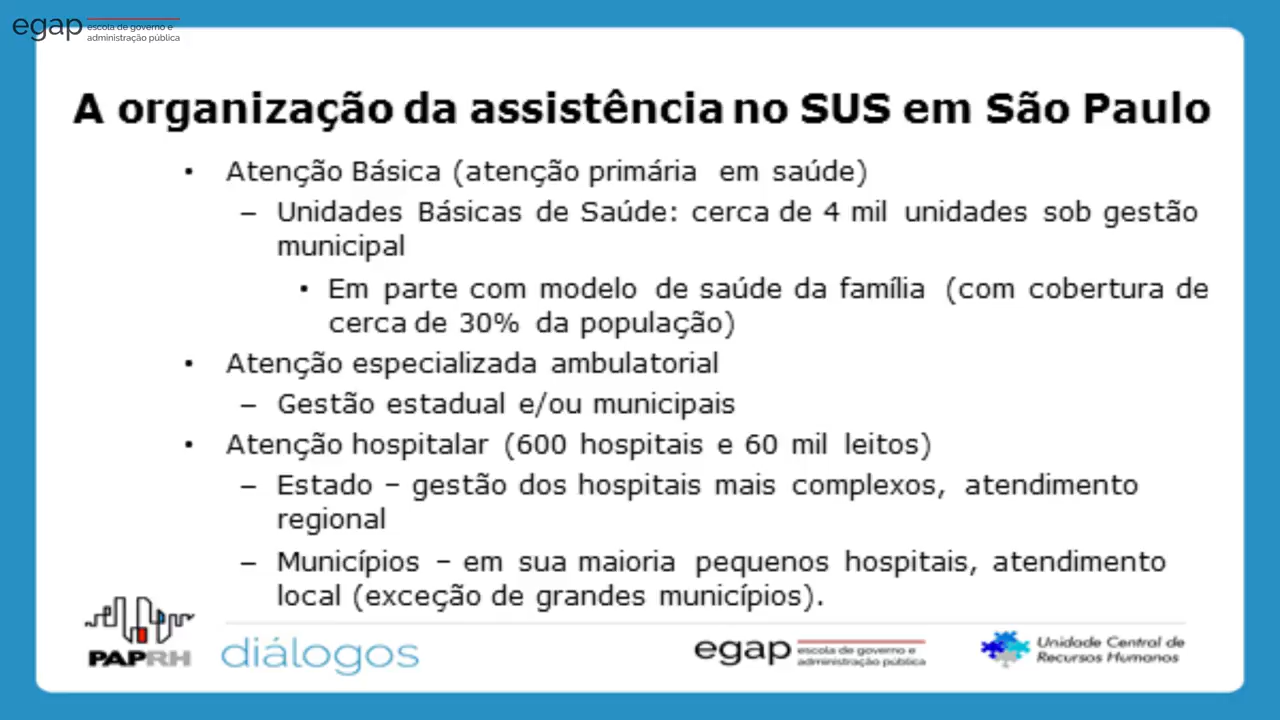 egap escola de governo e
administração pública
A organização da assistência no SUS em São Paulo
• Atenção Básica (atenção primária em saúde)
– Unidades Básicas de Saúde: cerca de 4 mil unidades sob gestão
municipal
• Em parte com modelo de saúde da família (com cobertura de
cerca de 30% da população)
• Atenção especializada ambulatorial
– Gestão estadual e/ou municipais
• Atenção hospitalar (600 hospitais e 60 mil leitos)
– Estado – gestão dos hospitais mais complexos, atendimento
regional
– Municípios – em sua maioria pequenos hospitais, atendimento
local (exceção de grandes municípios).
PAPRH
diálogos
egap escola de governo e
administração pública
Unidade Central de
Recursos Humanos